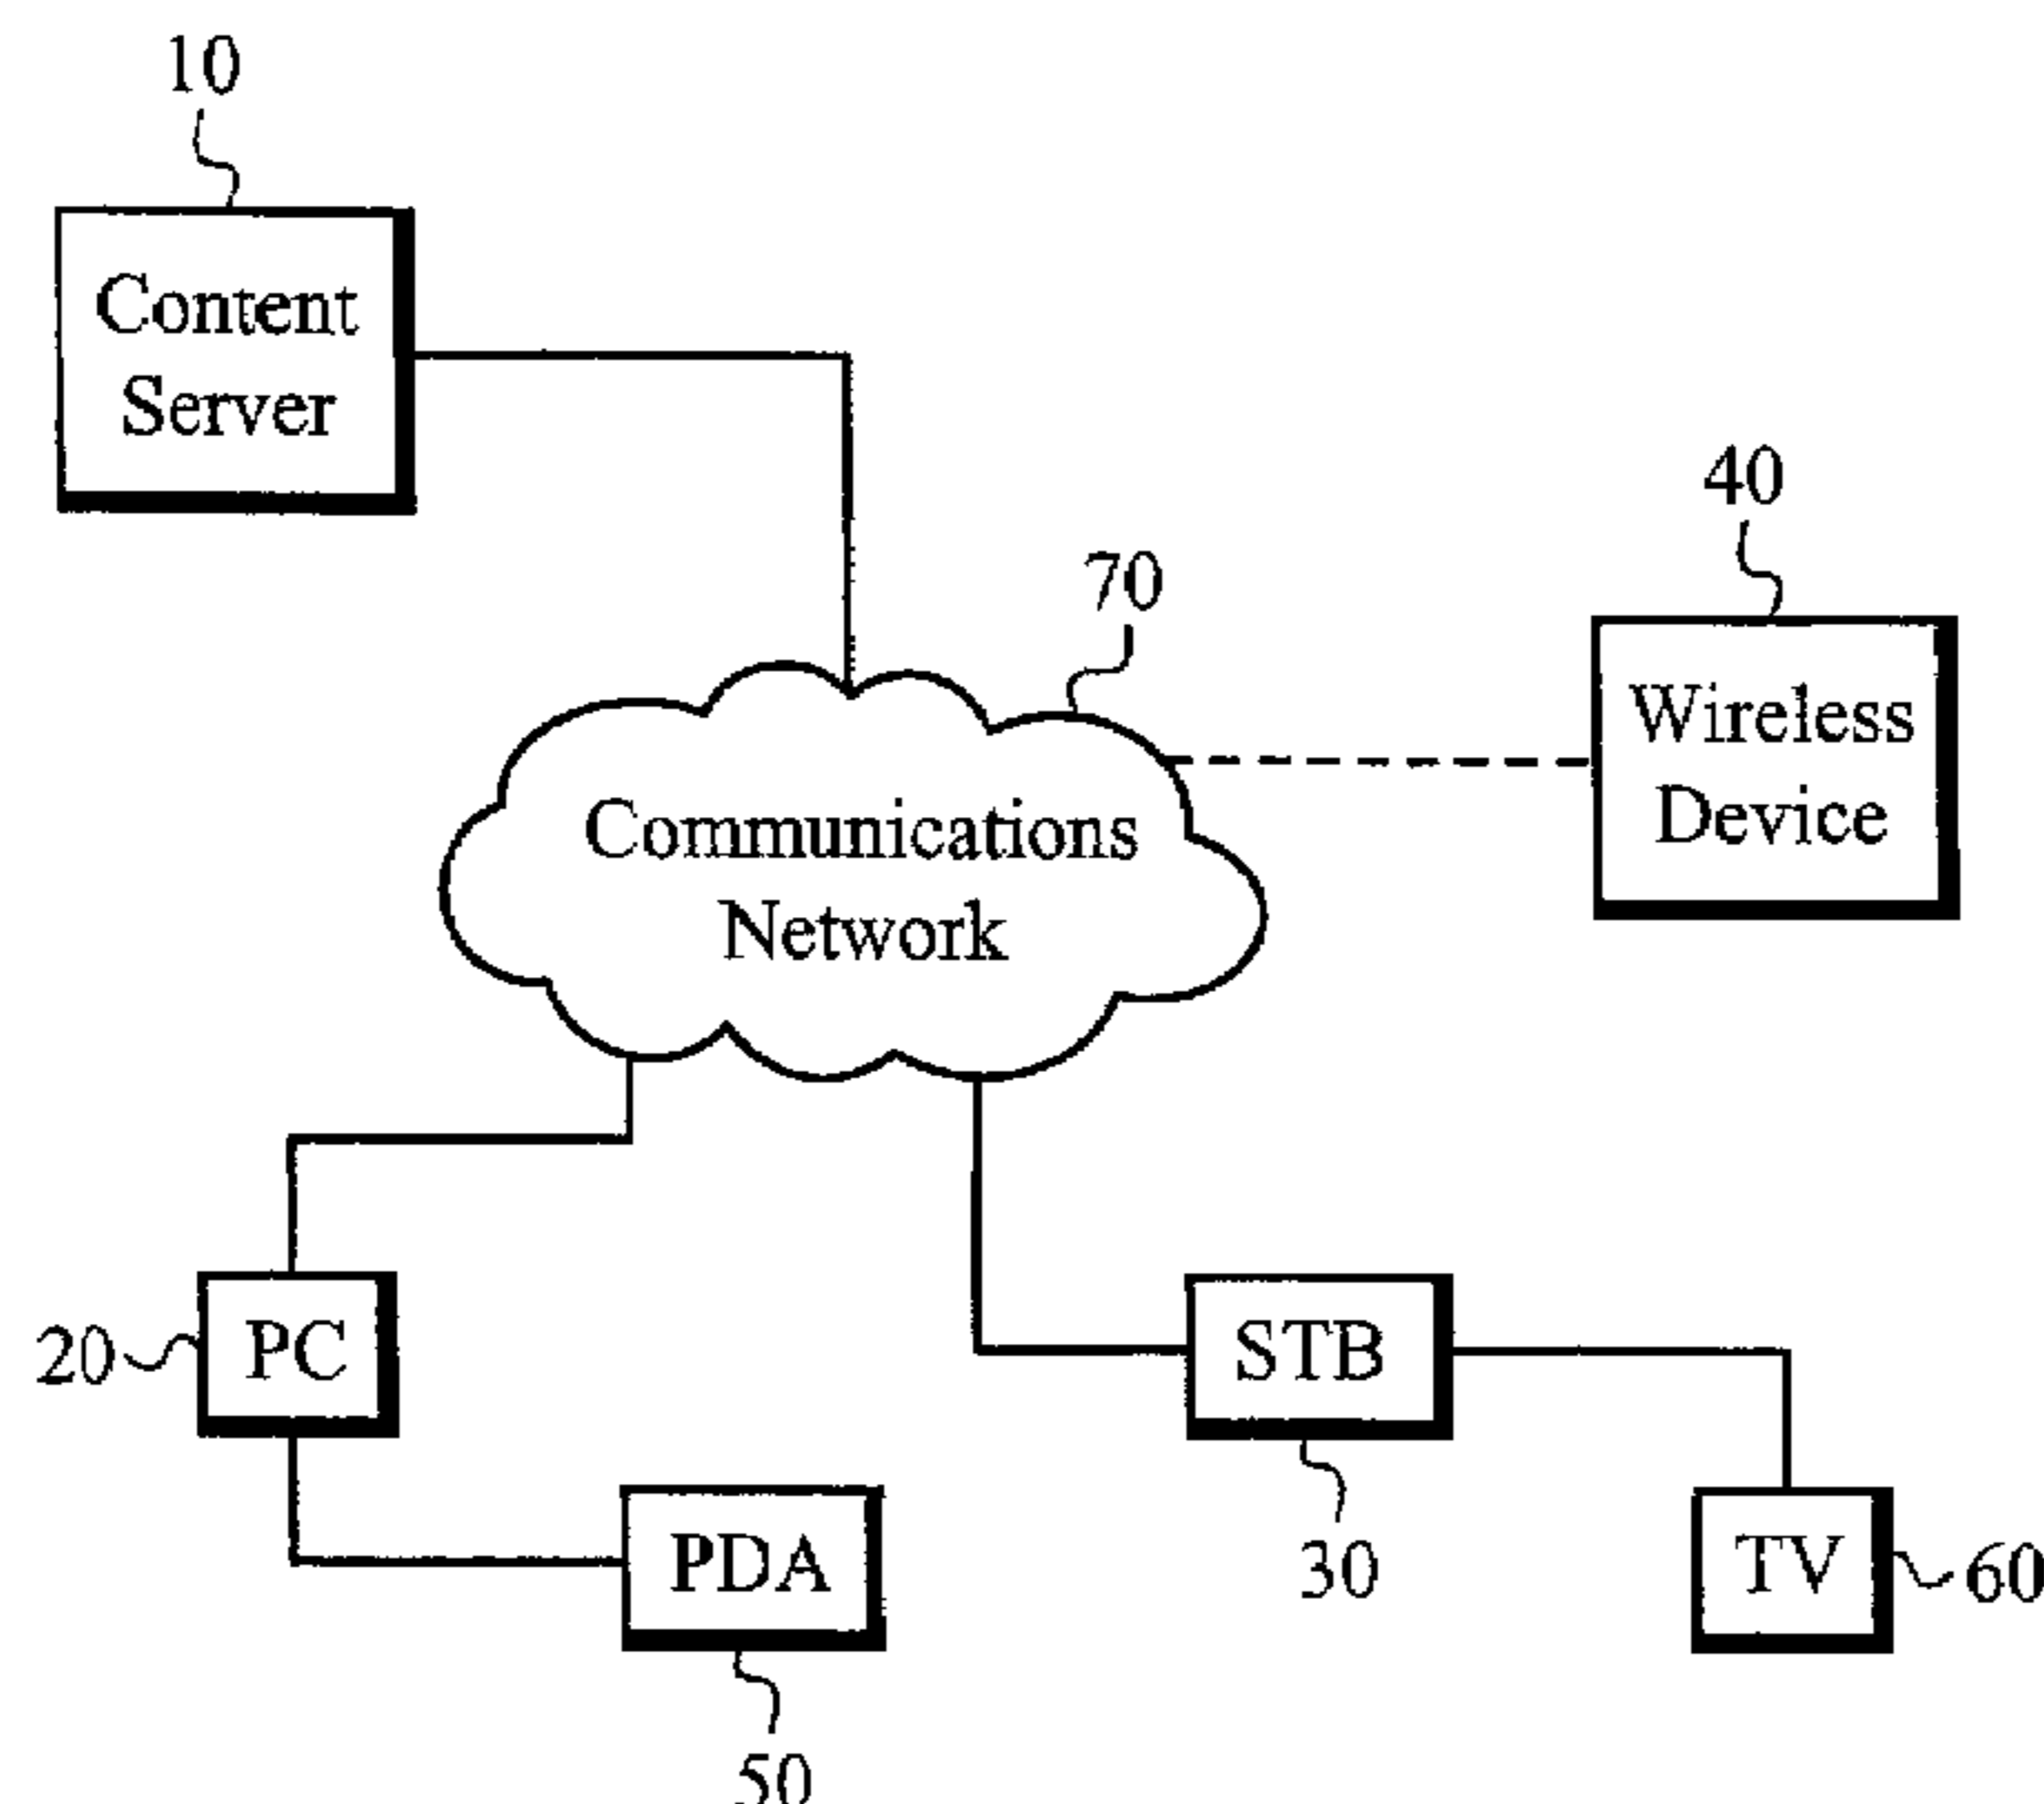 10
Content
Server
40
70
Wireless
Device
Communications
Network
20
PC
STB
PDA
30
TV
60
50